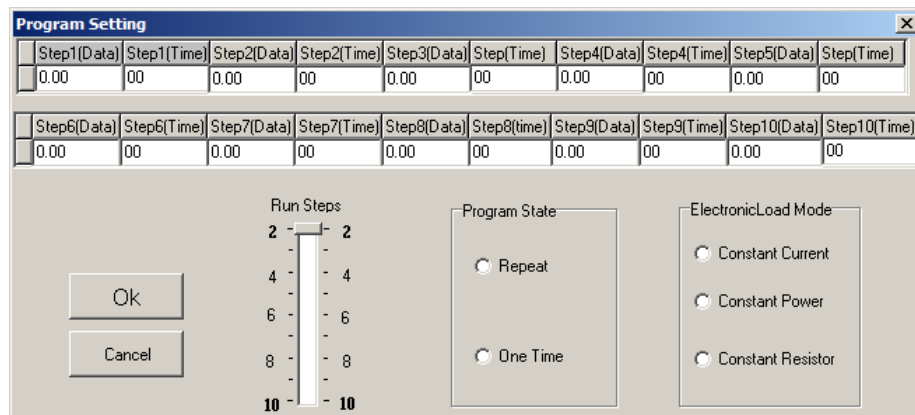 Program Setting
Step1(Data) Step1(Time) Step2(Data) Step2(Time) Step3(Data) Step(Time) Step4(Data) Step4(Time) Step5(Data) Step(Time)
0.00 00 0.00 00 0.00 00 0.00 00 0.00 00
Step6(Data) Step6(Time) Step7(Data) Step7(Time) Step8(Data) Step8(time) Step9(Data) Step9(Time) Step10(Data) Step10(Time)
0.00 00 0.00 00 0.00 00 0.00 00 0.00 00
Ok
Cancel
Run Steps
2 2
4 4
6 6
8 8
10 10
Program State
Repeat
One Time
ElectronicLoad Mode
Constant Current
Constant Power
Constant Resistor